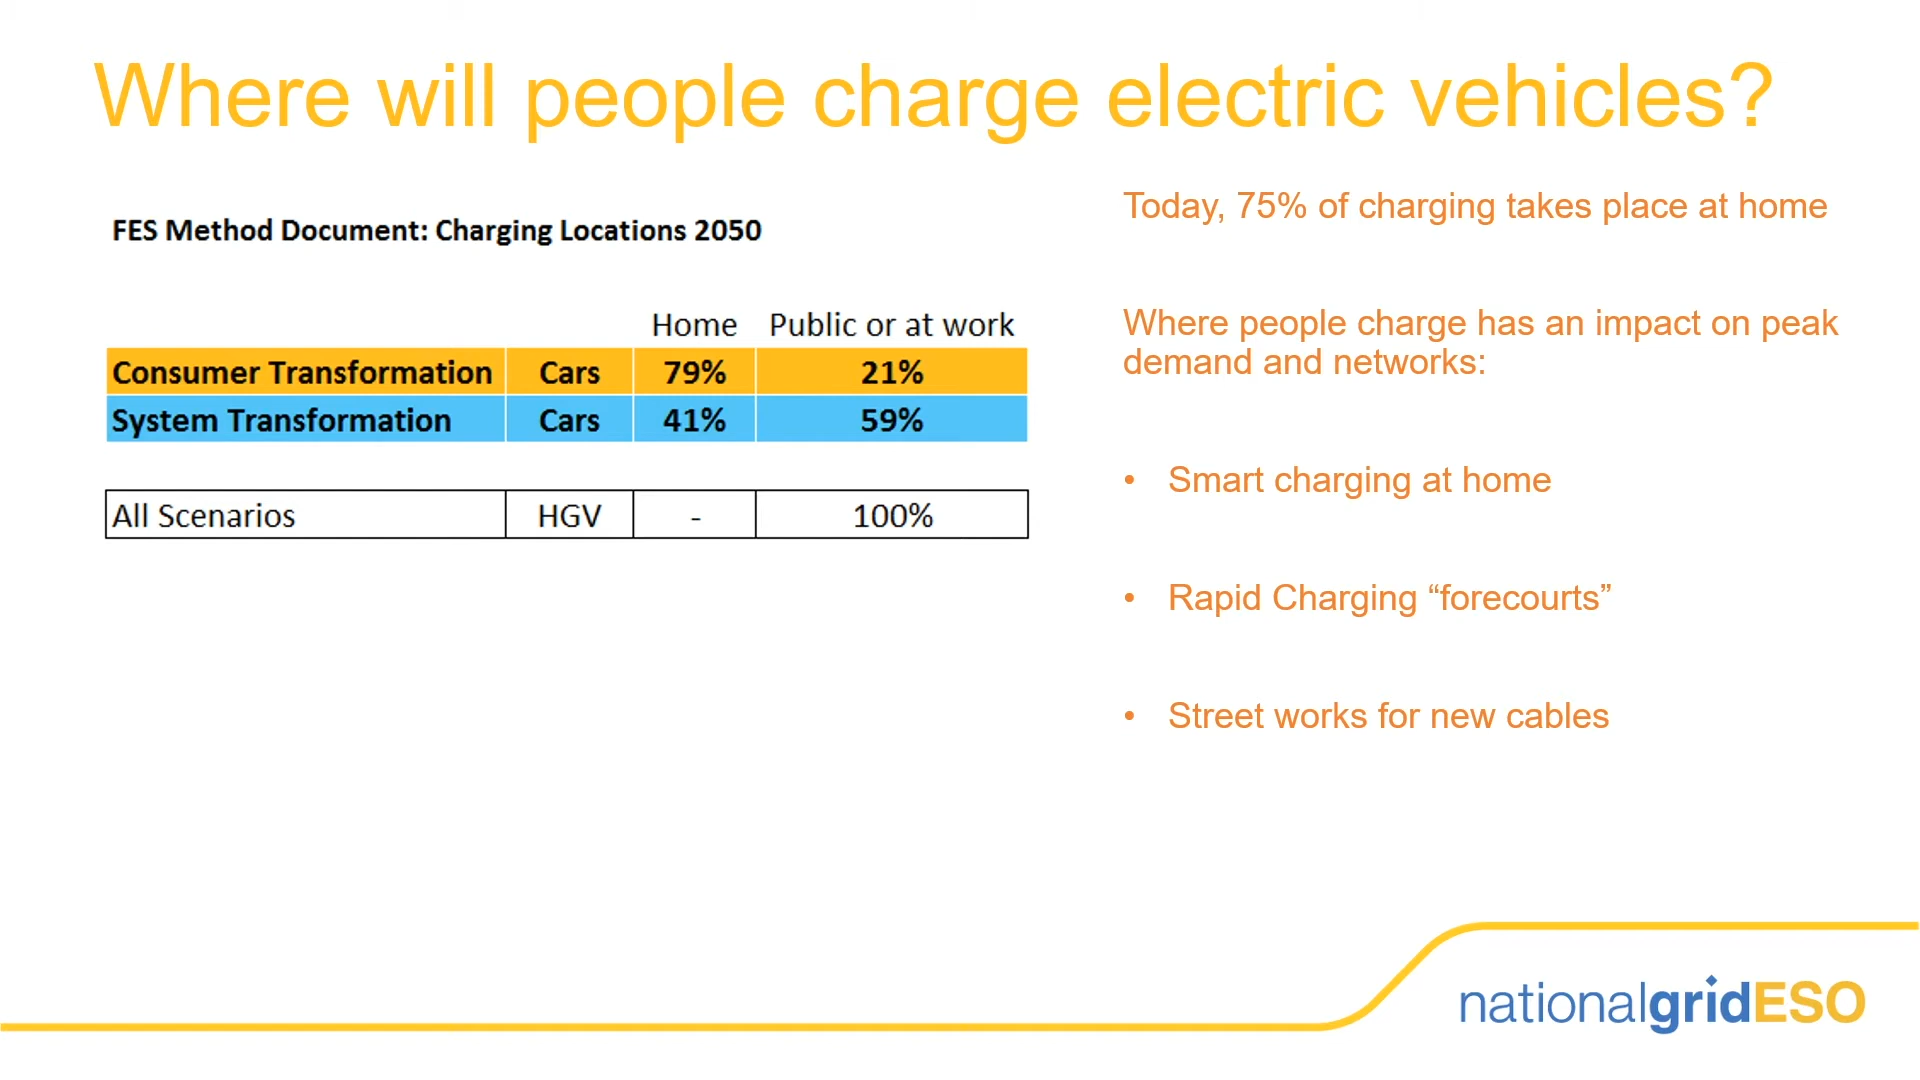 Where will people charge electric vehicles?
FES Method Document: Charging Locations 2050
Home Public or at work
Consumer Transformation Cars 79% 21%
System Transformation Cars 41% 59%
All Scenarios HGV - 100%
Today, 75% of charging takes place at home
Where people charge has an impact on peak
demand and networks:
• Smart charging at home
• Rapid Charging “forecourts”
• Street works for new cables
nationalgridESO